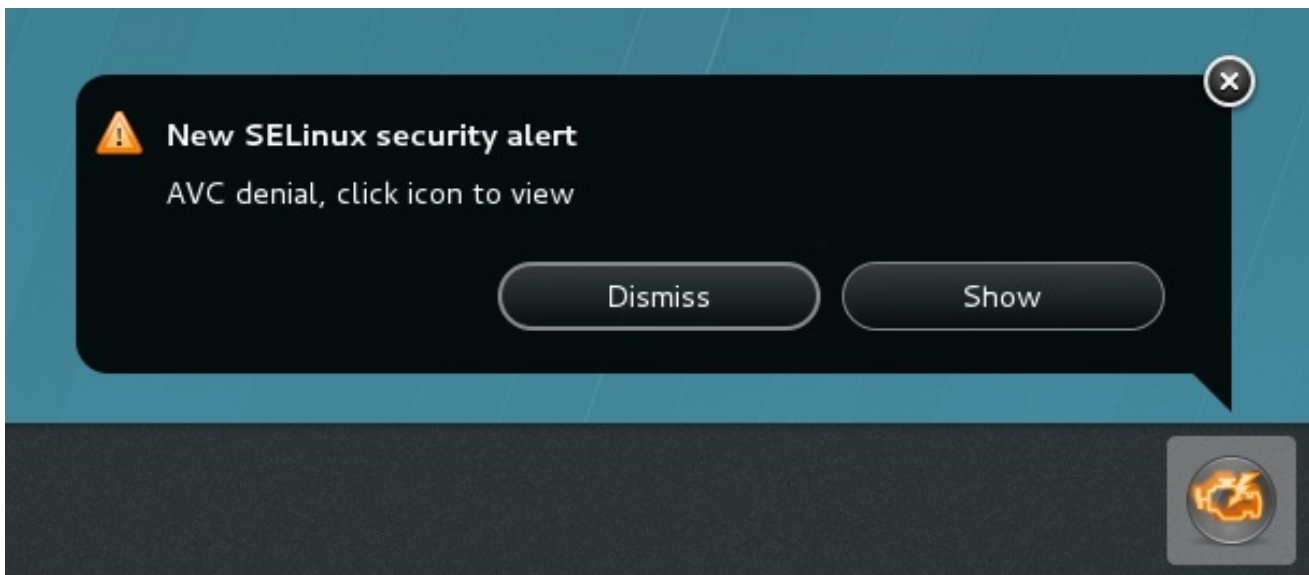 New SELinux security alert
AVC denial, click icon to view
Dismiss
Show